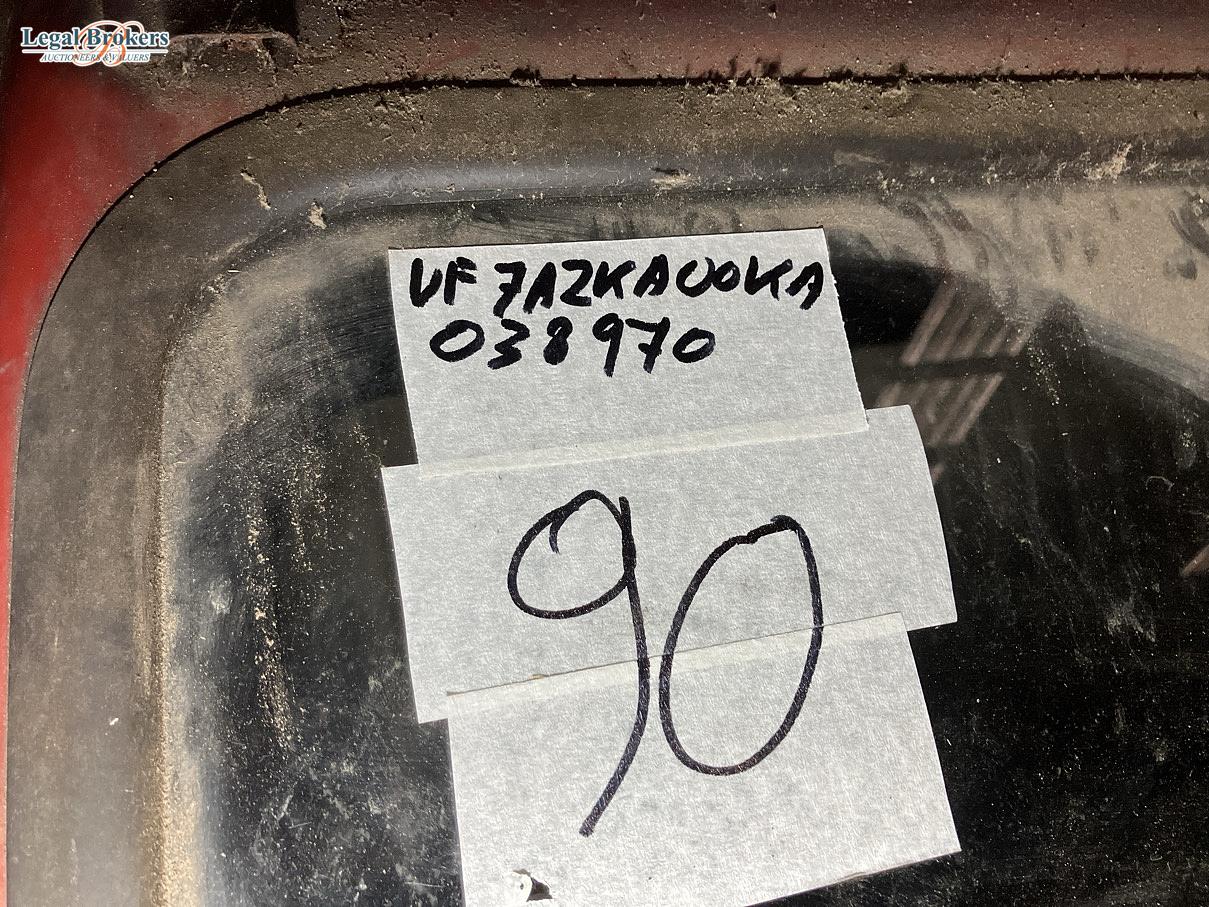 Legal Brokers
AUCTIONEERS & VALUERS
VF7AZKA00KA
038970
90